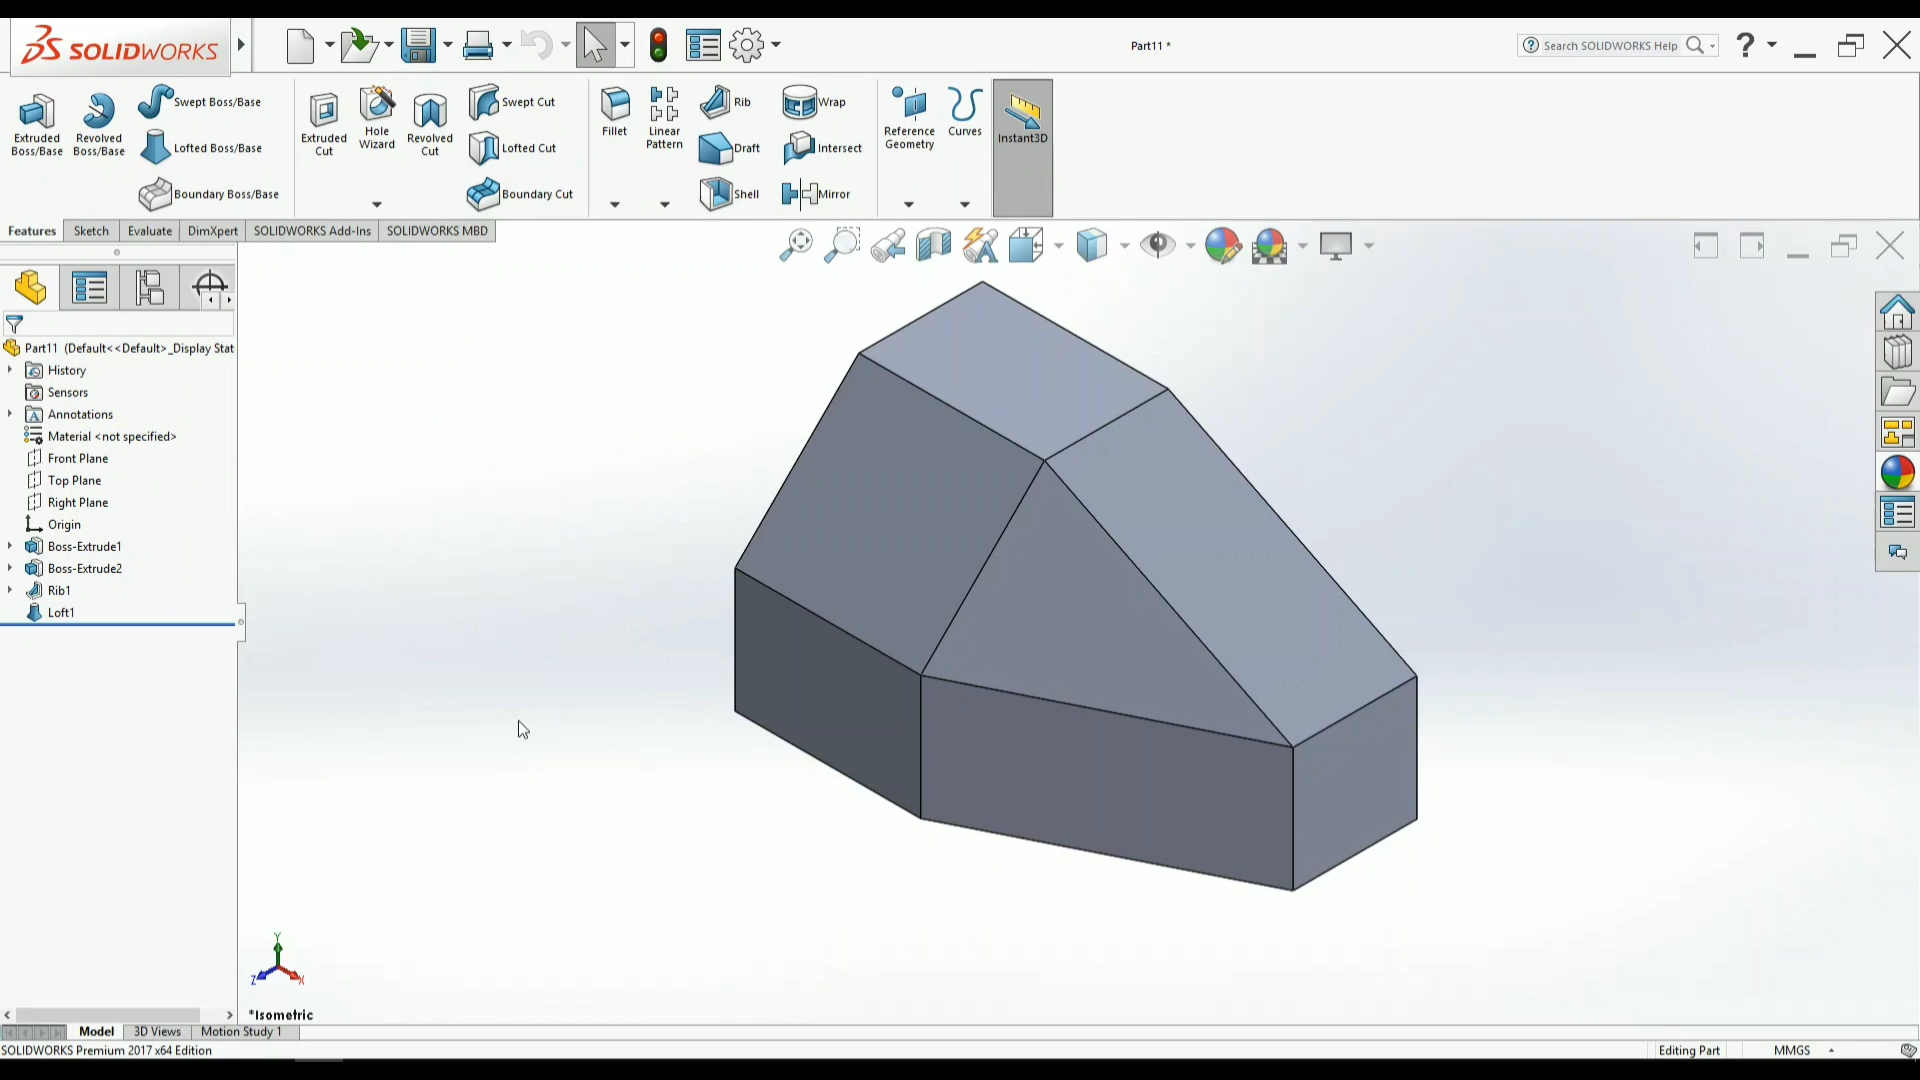 SOLIDWORKS
Part11 *
Search SOLIDWORKS Help
Extruded Boss/Base
Revolved Boss/Base
Swept Boss/Base
Lofted Boss/Base
Boundary Boss/Base
Extruded Cut
Hole Wizard
Revolved Cut
Swept Cut
Lofted Cut
Boundary Cut
Fillet
Linear Pattern
Rib
Draft
Shell
Wrap
Intersect
Mirror
Reference Geometry
Curves
Instant3D
Features Sketch Evaluate DimXpert SOLIDWORKS Add-Ins SOLIDWORKS MBD
Part11 (Default<<Default>_Display Stat
History
Sensors
Annotations
Material <not specified>
Front Plane
Top Plane
Right Plane
Origin
Boss-Extrude1
Boss-Extrude2
Rib1
Loft1
Y
Z X
*Isometric
Model 3D Views Motion Study 1
SOLIDWORKS Premium 2017 x64 Edition
Editing Part
MMGS